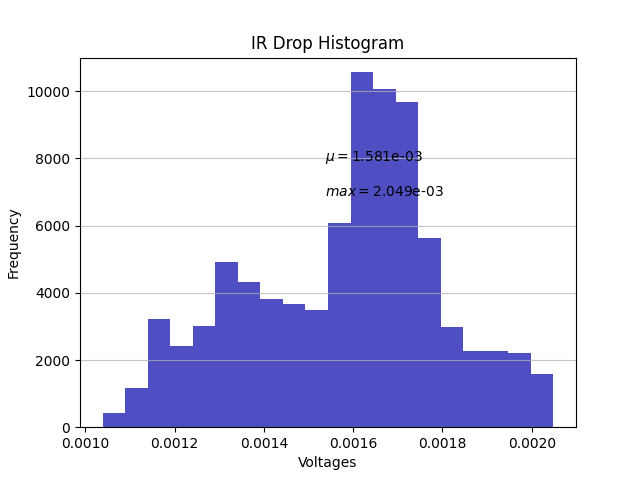 IR Drop Histogram
10000
8000
6000
4000
2000
0
Frequency
μ = 1.581e-03
max = 2.049e-03
0.0010 0.0012 0.0014 0.0016 0.0018 0.0020
Voltages